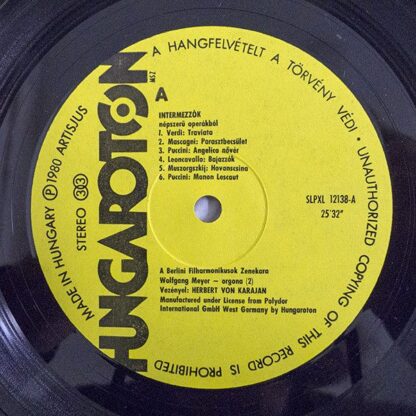 A HANGFELVÉTELT A TÖRVÉNY VÉDI · UNAUTHORIZED COPYING OF THIS RECORD IS PROHIBITED
MADE IN HUNGARY Ⓟ 1980 ARTISJUS
STEREO 33
HUNGAROTON
MSZ
A
INTERMEZZÓK
népszerű operákból
1. Verdi: Traviata
2. Mascagni: Parasztbecsület
3. Puccini: Angelica nővér
4. Leoncavallo: Bajazzók
5. Muszorgszkij: Hovanscsina
6. Puccini: Manon Lescaut
SLPXL 12138-A
25'32"
A Berlini Filharmonikusok Zenekara
Wolfgang Meyer – orgona (2)
Vezényel: HERBERT VON KARAJAN
Manufactured under License from Polydor
International GmbH West Germany by Hungaroton